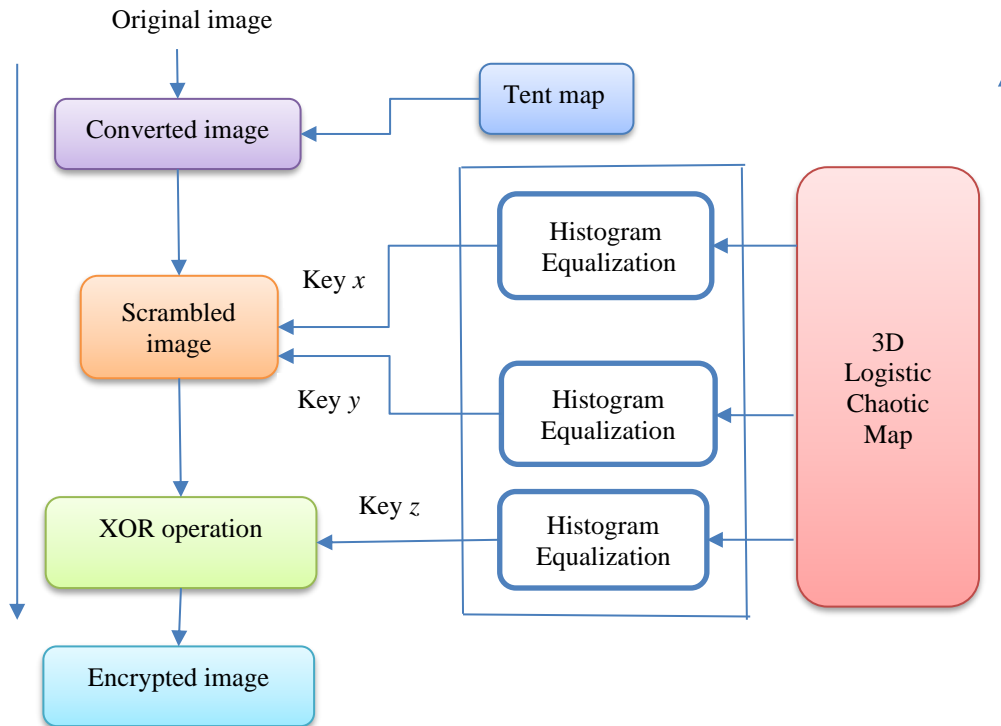 Original image
Tent map
Converted image
Histogram
Equalization
Key x
Scrambled
image
3D
Logistic
Chaotic
Map
Key y
Histogram
Equalization
Key z
XOR operation
Histogram
Equalization
Encrypted image